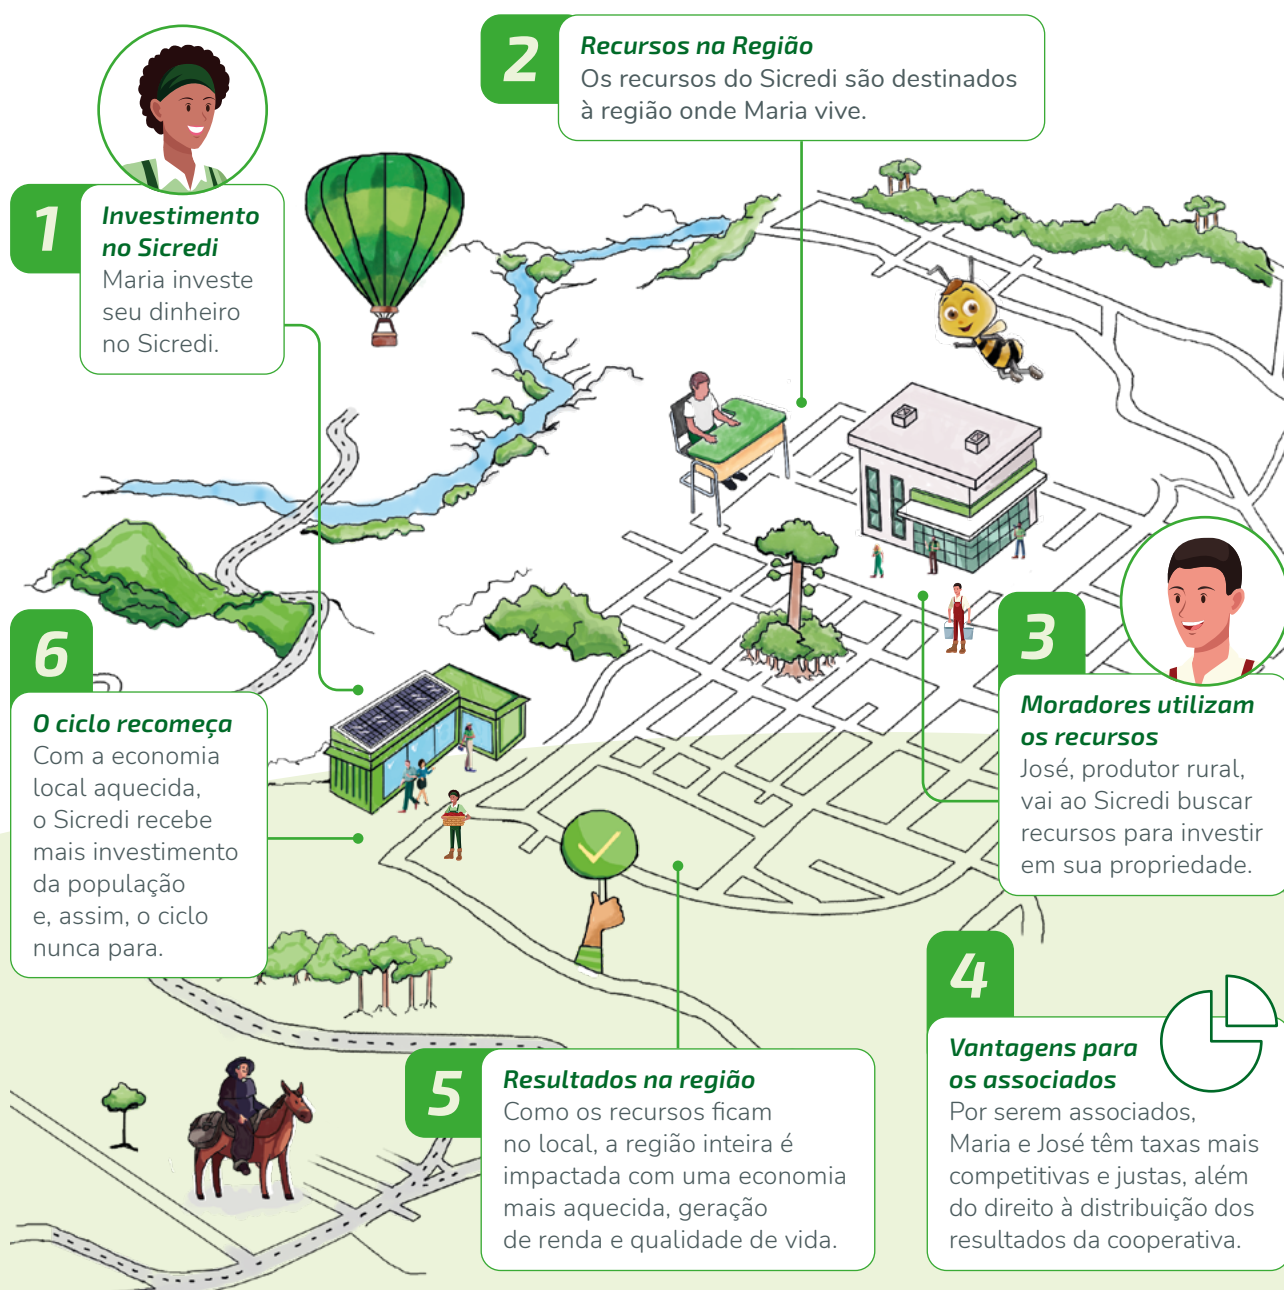 1
Investimento
no Sicredi
Maria investe
seu dinheiro
no Sicredi.
2
Recursos na Região
Os recursos do Sicredi são destinados
à região onde Maria vive.
3
Moradores utilizam
os recursos
José, produtor rural,
vai ao Sicredi buscar
recursos para investir
em sua propriedade.
4
Vantagens para
os associados
Por serem associados,
Maria e José têm taxas mais
competitivas e justas, além
do direito à distribuição dos
resultados da cooperativa.
5
Resultados na região
Como os recursos ficam
no local, a região inteira é
impactada com uma economia
mais aquecida, geração
de renda e qualidade de vida.
6
O ciclo recomeça
Com a economia
local aquecida,
o Sicredi recebe
mais investimento
da população
e, assim, o ciclo
nunca para.